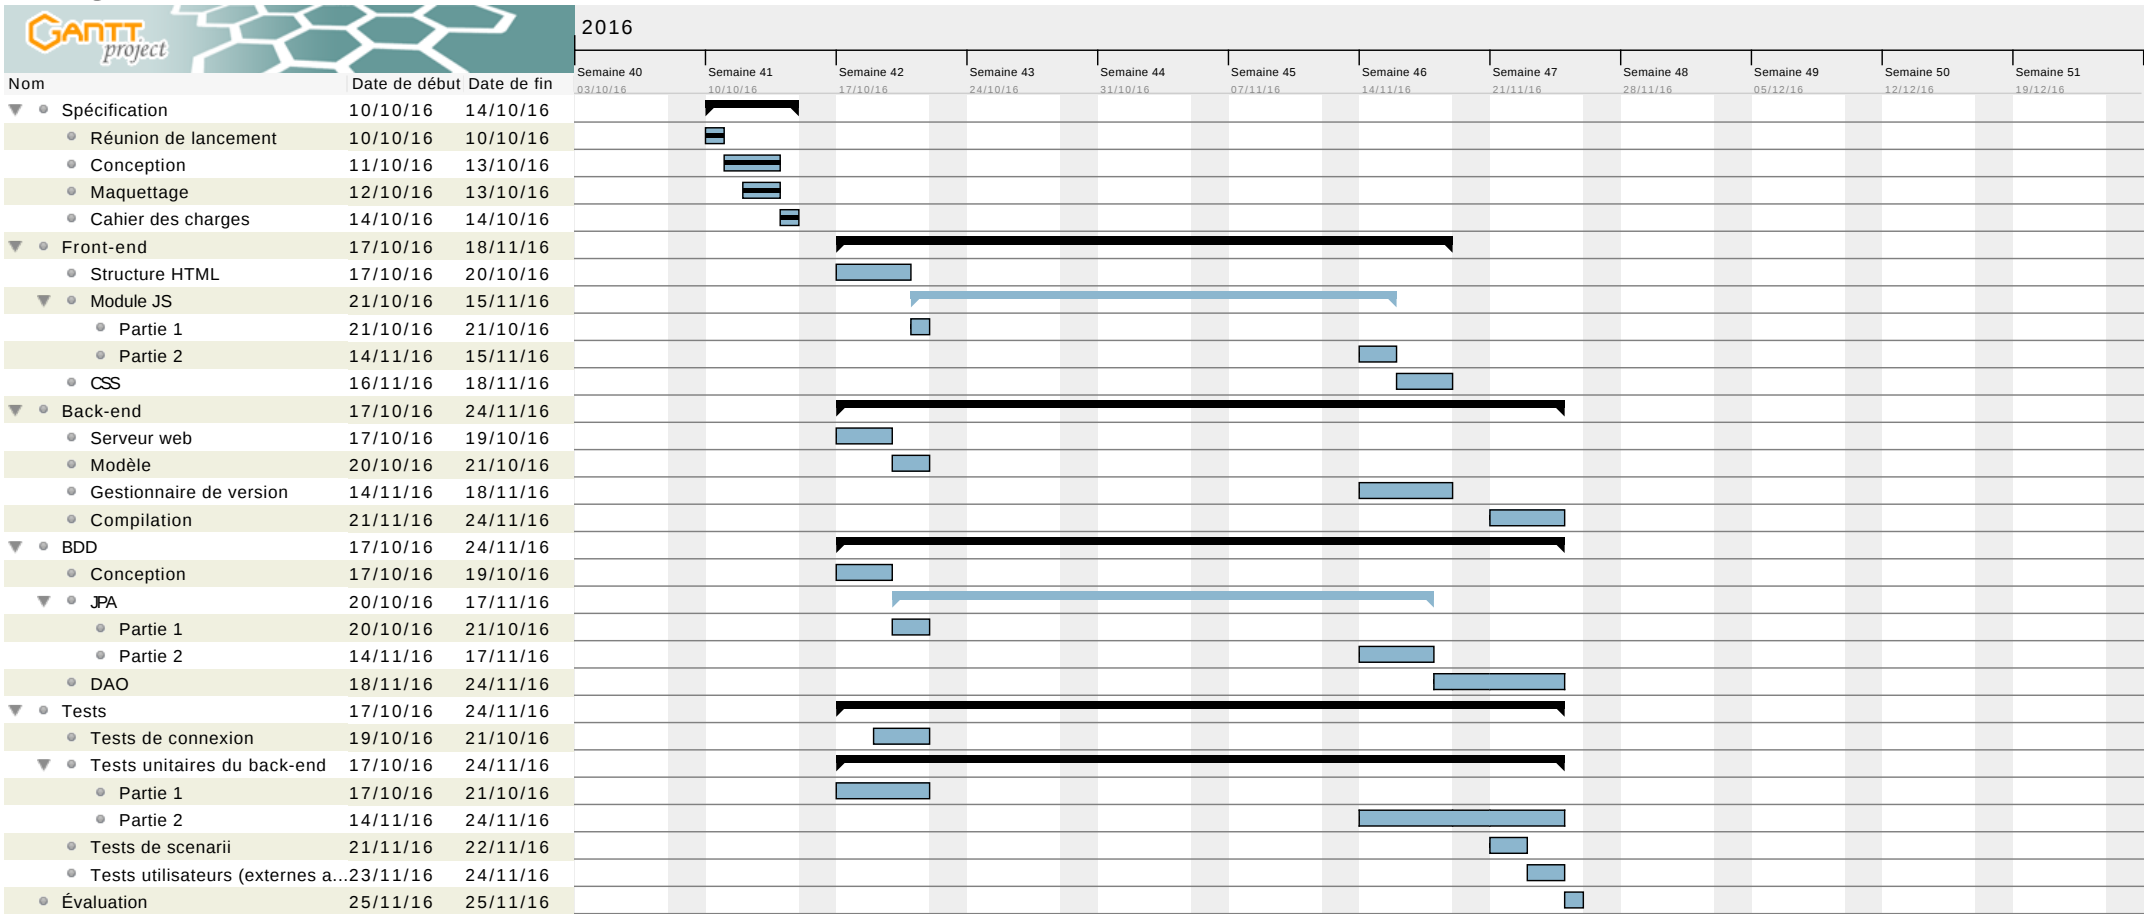 GANTT
project
2016
Semaine 40 Semaine 41 Semaine 42 Semaine 43 Semaine 44 Semaine 45 Semaine 46 Semaine 47 Semaine 48 Semaine 49 Semaine 50 Semaine 51
Nom Date de début Date de fin
03/10/16 10/10/16 17/10/16 24/10/16 31/10/16 07/11/16 14/11/16 21/11/16 28/11/16 05/12/16 12/12/16 19/12/16
Spécification 10/10/16 14/10/16
Réunion de lancement 10/10/16 10/10/16
Conception 11/10/16 13/10/16
Maquettage 12/10/16 13/10/16
Cahier des charges 14/10/16 14/10/16
Front-end 17/10/16 18/11/16
Structure HTML 17/10/16 20/10/16
Module JS 21/10/16 15/11/16
Partie 1 21/10/16 21/10/16
Partie 2 14/11/16 15/11/16
CSS 16/11/16 18/11/16
Back-end 17/10/16 24/11/16
Serveur web 17/10/16 19/10/16
Modèle 20/10/16 21/10/16
Gestionnaire de version 14/11/16 18/11/16
Compilation 21/11/16 24/11/16
BDD 17/10/16 24/11/16
Conception 17/10/16 19/10/16
JPA 20/10/16 17/11/16
Partie 1 20/10/16 21/10/16
Partie 2 14/11/16 17/11/16
DAO 18/11/16 24/11/16
Tests 17/10/16 24/11/16
Tests de connexion 19/10/16 21/10/16
Tests unitaires du back-end 17/10/16 24/11/16
Partie 1 17/10/16 21/10/16
Partie 2 14/11/16 24/11/16
Tests de scenarii 21/11/16 22/11/16
Tests utilisateurs (externes a...23/11/16 24/11/16
Évaluation 25/11/16 25/11/16